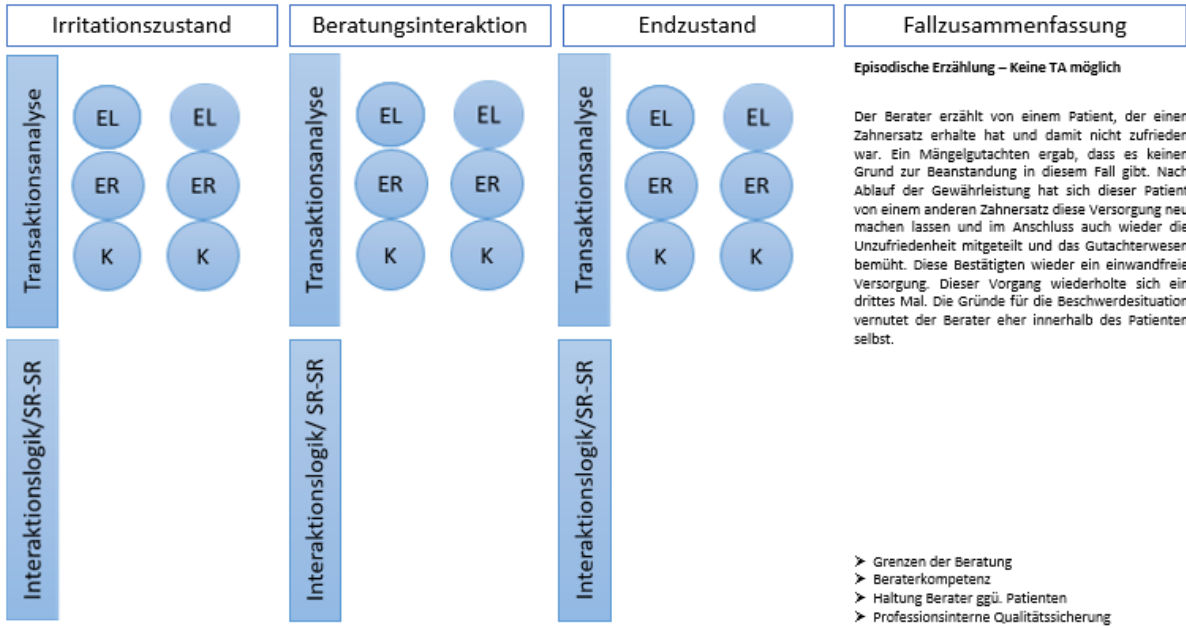 Irritationszustand
Beratungsinteraktion
Endzustand
Fallzusammenfassung
Transaktionsanalyse
EL EL
ER ER
K K
Transaktionsanalyse
EL EL
ER ER
K K
Transaktionsanalyse
EL EL
ER ER
K K
Interaktionslogik/SR-SR
Interaktionslogik/ SR-SR
Interaktionslogik/SR-SR
Episodische Erzählung – Keine TA möglich
Der Berater erzählt von einem Patient, der einen
Zahnersatz erhalte hat und damit nicht zufrieden
war. Ein Mängelgutachten ergab, dass es keinen
Grund zur Beanstandung in diesem Fall gibt. Nach
Ablauf der Gewährleistung hat sich dieser Patient
von einem anderen Zahnersatz diese Versorgung neu
machen lassen und im Anschluss auch wieder die
Unzufriedenheit mitgeteilt und das Gutachterwesen
bemüht. Diese Bestätigten wieder ein einwandfreie
Versorgung. Dieser Vorgang wiederholte sich ein
drittes Mal. Die Gründe für die Beschwerdesituation
vernutet der Berater eher innerhalb des Patienten
selbst.
➤ Grenzen der Beratung
➤ Beraterkompetenz
➤ Haltung Berater ggü. Patienten
➤ Professionsinterne Qualitätssicherung